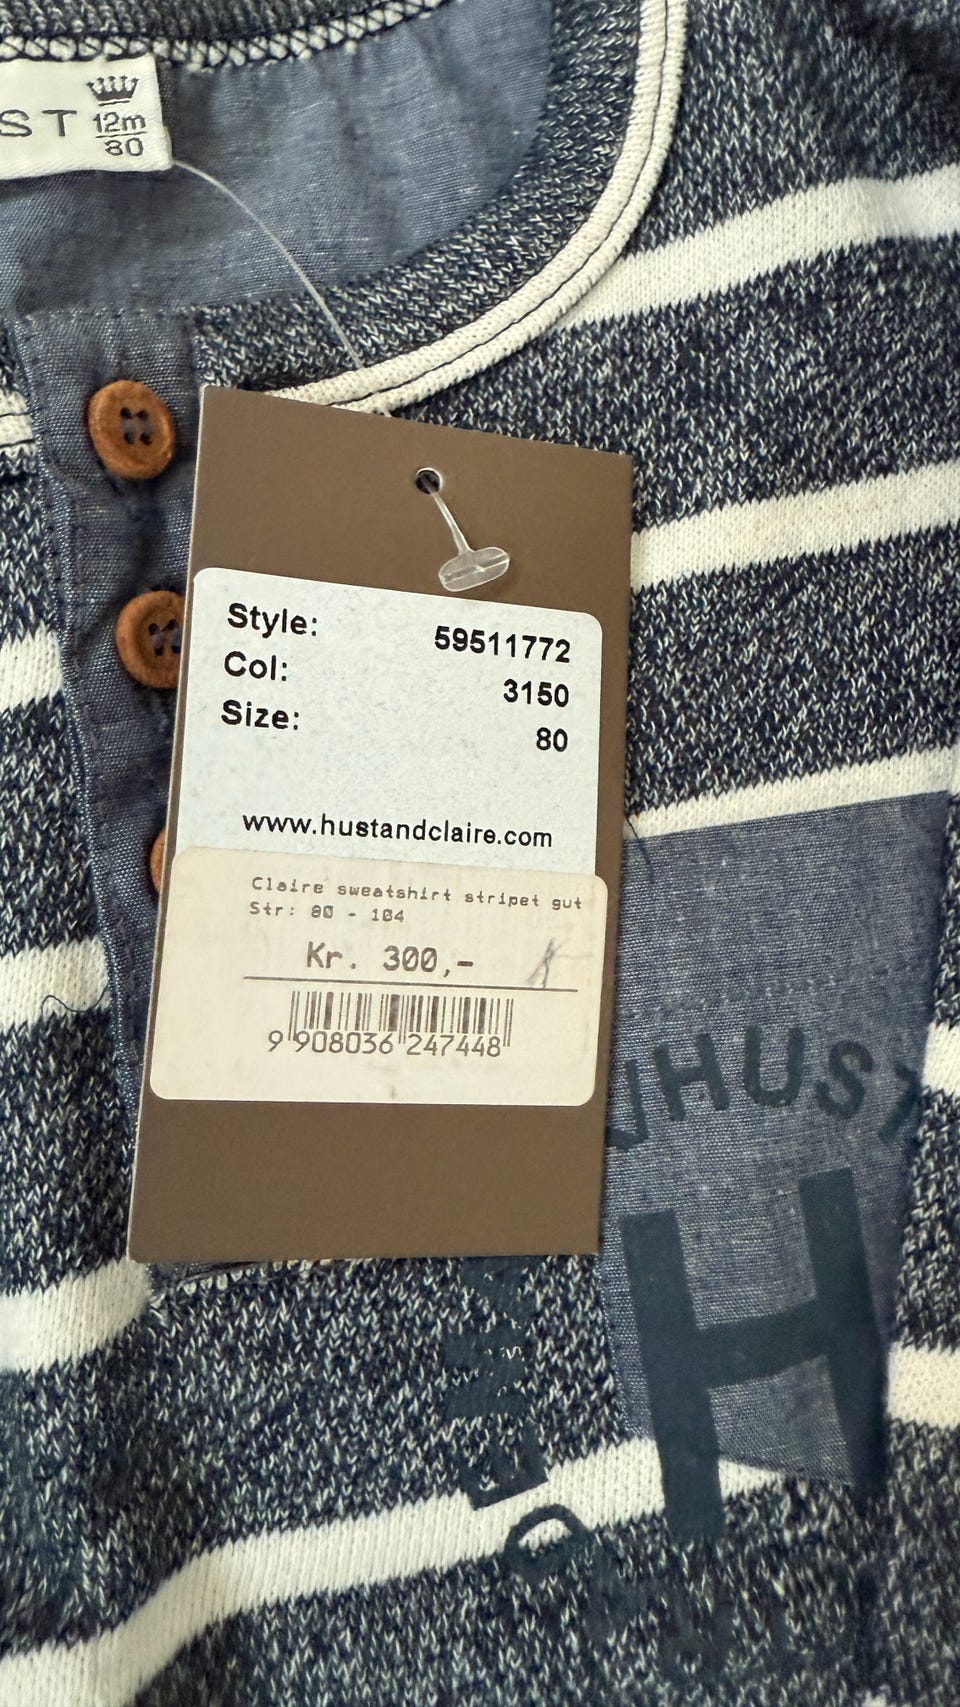 ST
12m
80
Style: 59511772
Col: 3150
Size: 80
www.hustandclaire.com
Claire sweatshirt stripet gut
Str: 80 - 104
Kr. 300,-
9 908036 247448
HUST
H